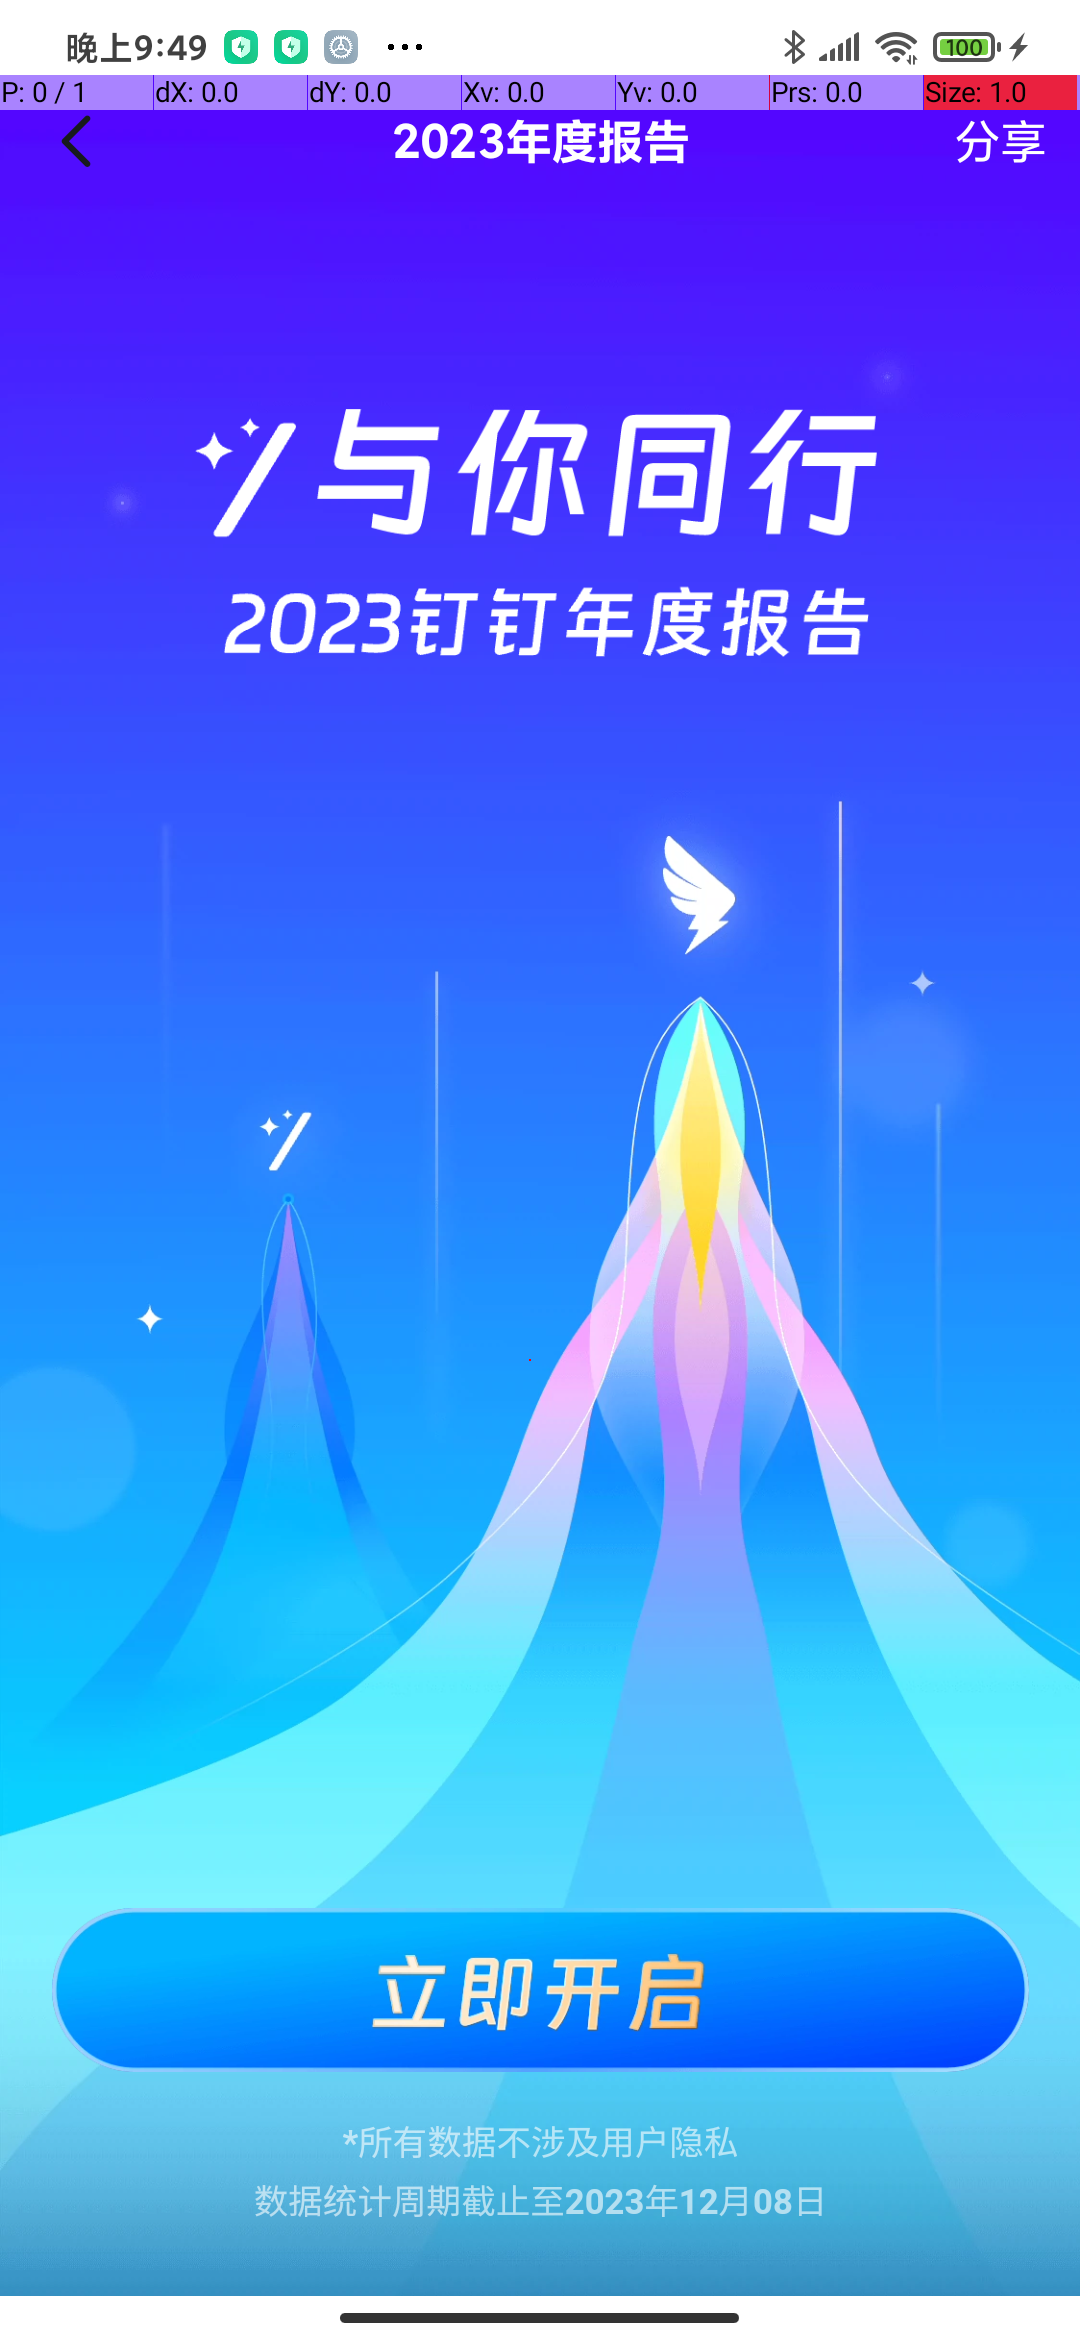 晚上9:49
100
P: 0 / 1 dX: 0.0 dY: 0.0 Xv: 0.0 Yv: 0.0 Prs: 0.0 Size: 1.0
2023年度报告
分享
与你同行
2023钉钉年度报告
立即开启
*所有数据不涉及用户隐私
数据统计周期截止至2023年12月08日